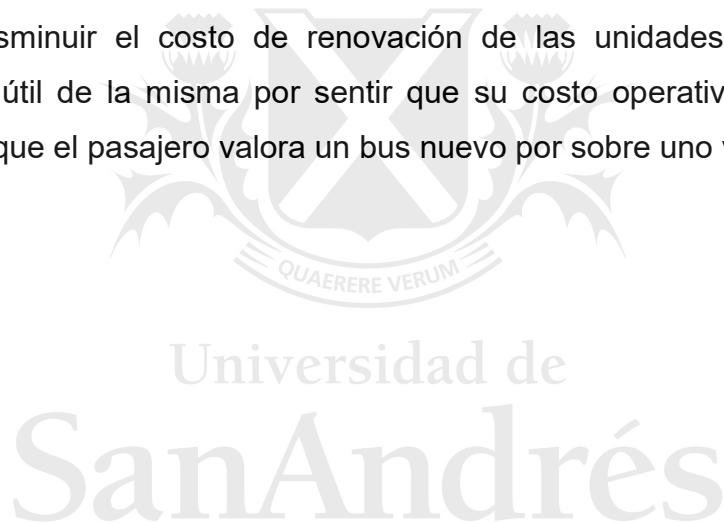 sminuir el costo de renovación de las unidades
útil de la misma por sentir que su costo operativ
que el pasajero valora un bus nuevo por sobre uno
QUAERERE VERUM
Universidad de
SanAndrés